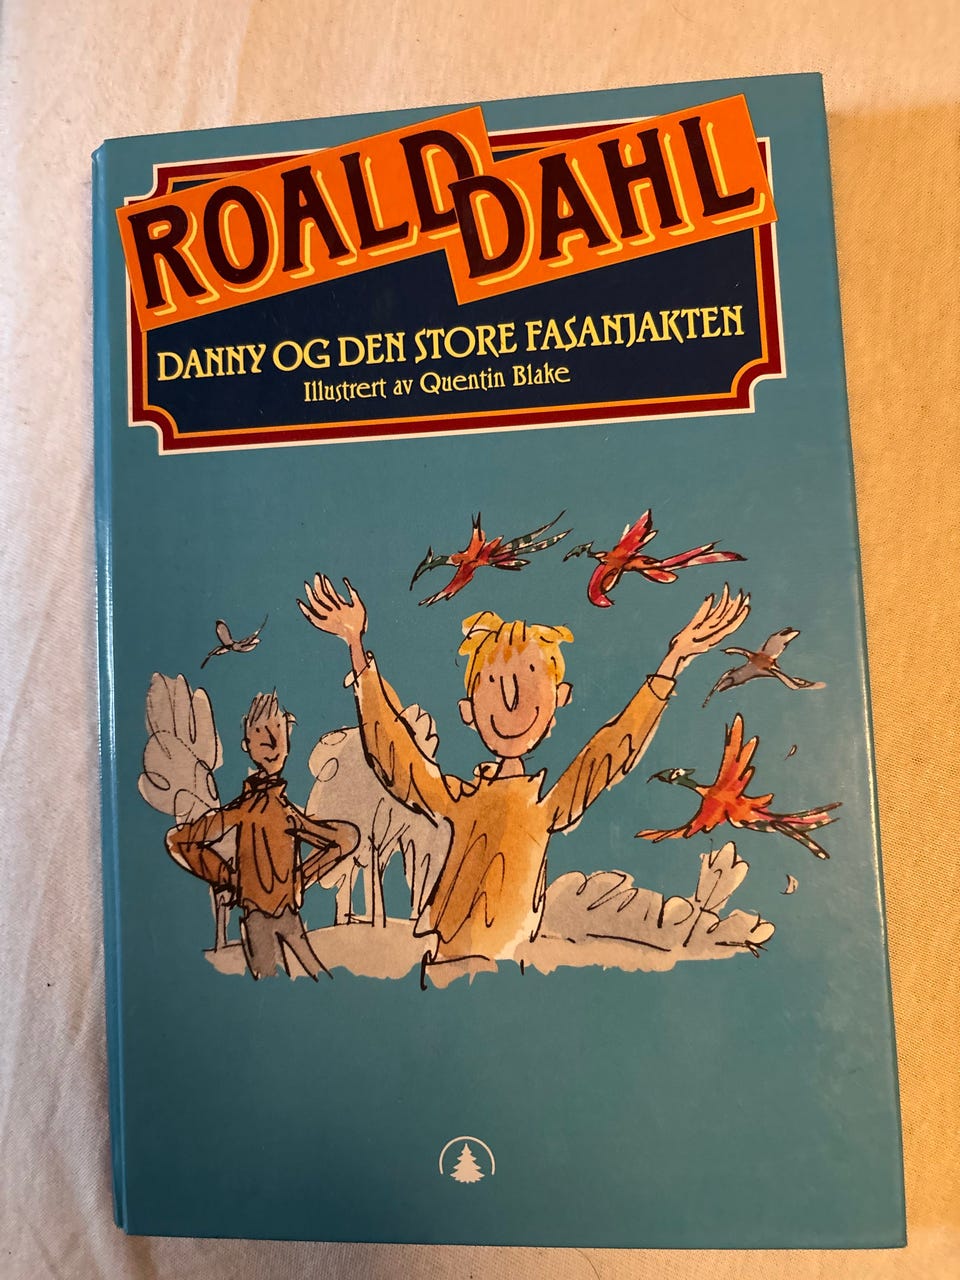 ROALD DAHL
DANNY OG DEN STORE FASANJAKTEN
Illustrert av Quentin Blake